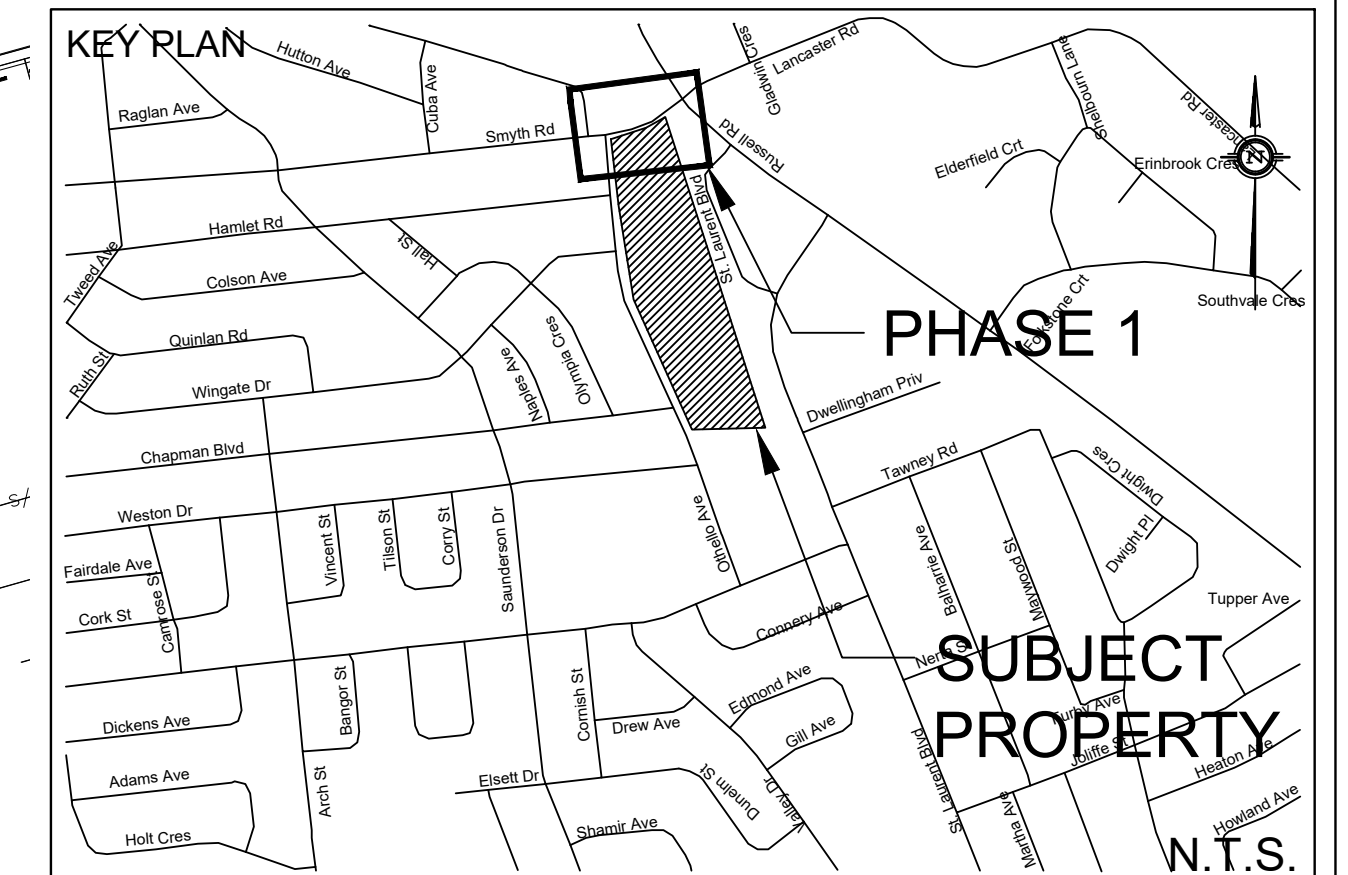 KEY PLAN
Hutton Ave
Cuba Ave
Raglan Ave
Smyth Rd
Gladwin Cres
Lancaster Rd
Shelbourn Lane
Lancaster Rd
Russell Rd
Elderfield Crt
Erinbrook Cres
N
Hamlet Rd
Hall St
Tweed Ave
Colson Ave
St. Laurent Blvd
Southvale Cres
Folkstone Crt
PHASE 1
Quinlan Rd
Ruth St
Wingate Dr
Naples Ave
Olympia Cres
Dwellingham Priv
Chapman Blvd
Tawney Rd
Dwight Cres
Weston Dr
Vincent St
Tilson St
Corry St
Saunderson Dr
Othello Ave
Balharrie Ave
Maywood St
Dwight Pl
Fairdale Ave
Camrose St
Cork St
Connery Ave
Tupper Ave
Nerta St
SUBJECT
PROPERTY
Dickens Ave
Bangor St
Cornish St
Drew Ave
Edmond Ave
Gill Ave
Furby Ave
Joliffe St
Heaton Ave
Adams Ave
Arch St
Elsett Dr
Dunelm St
Valley Dr
St. Laurent Blvd
Martha Ave
Howland Ave
Holt Cres
Shamir Ave
N.T.S.